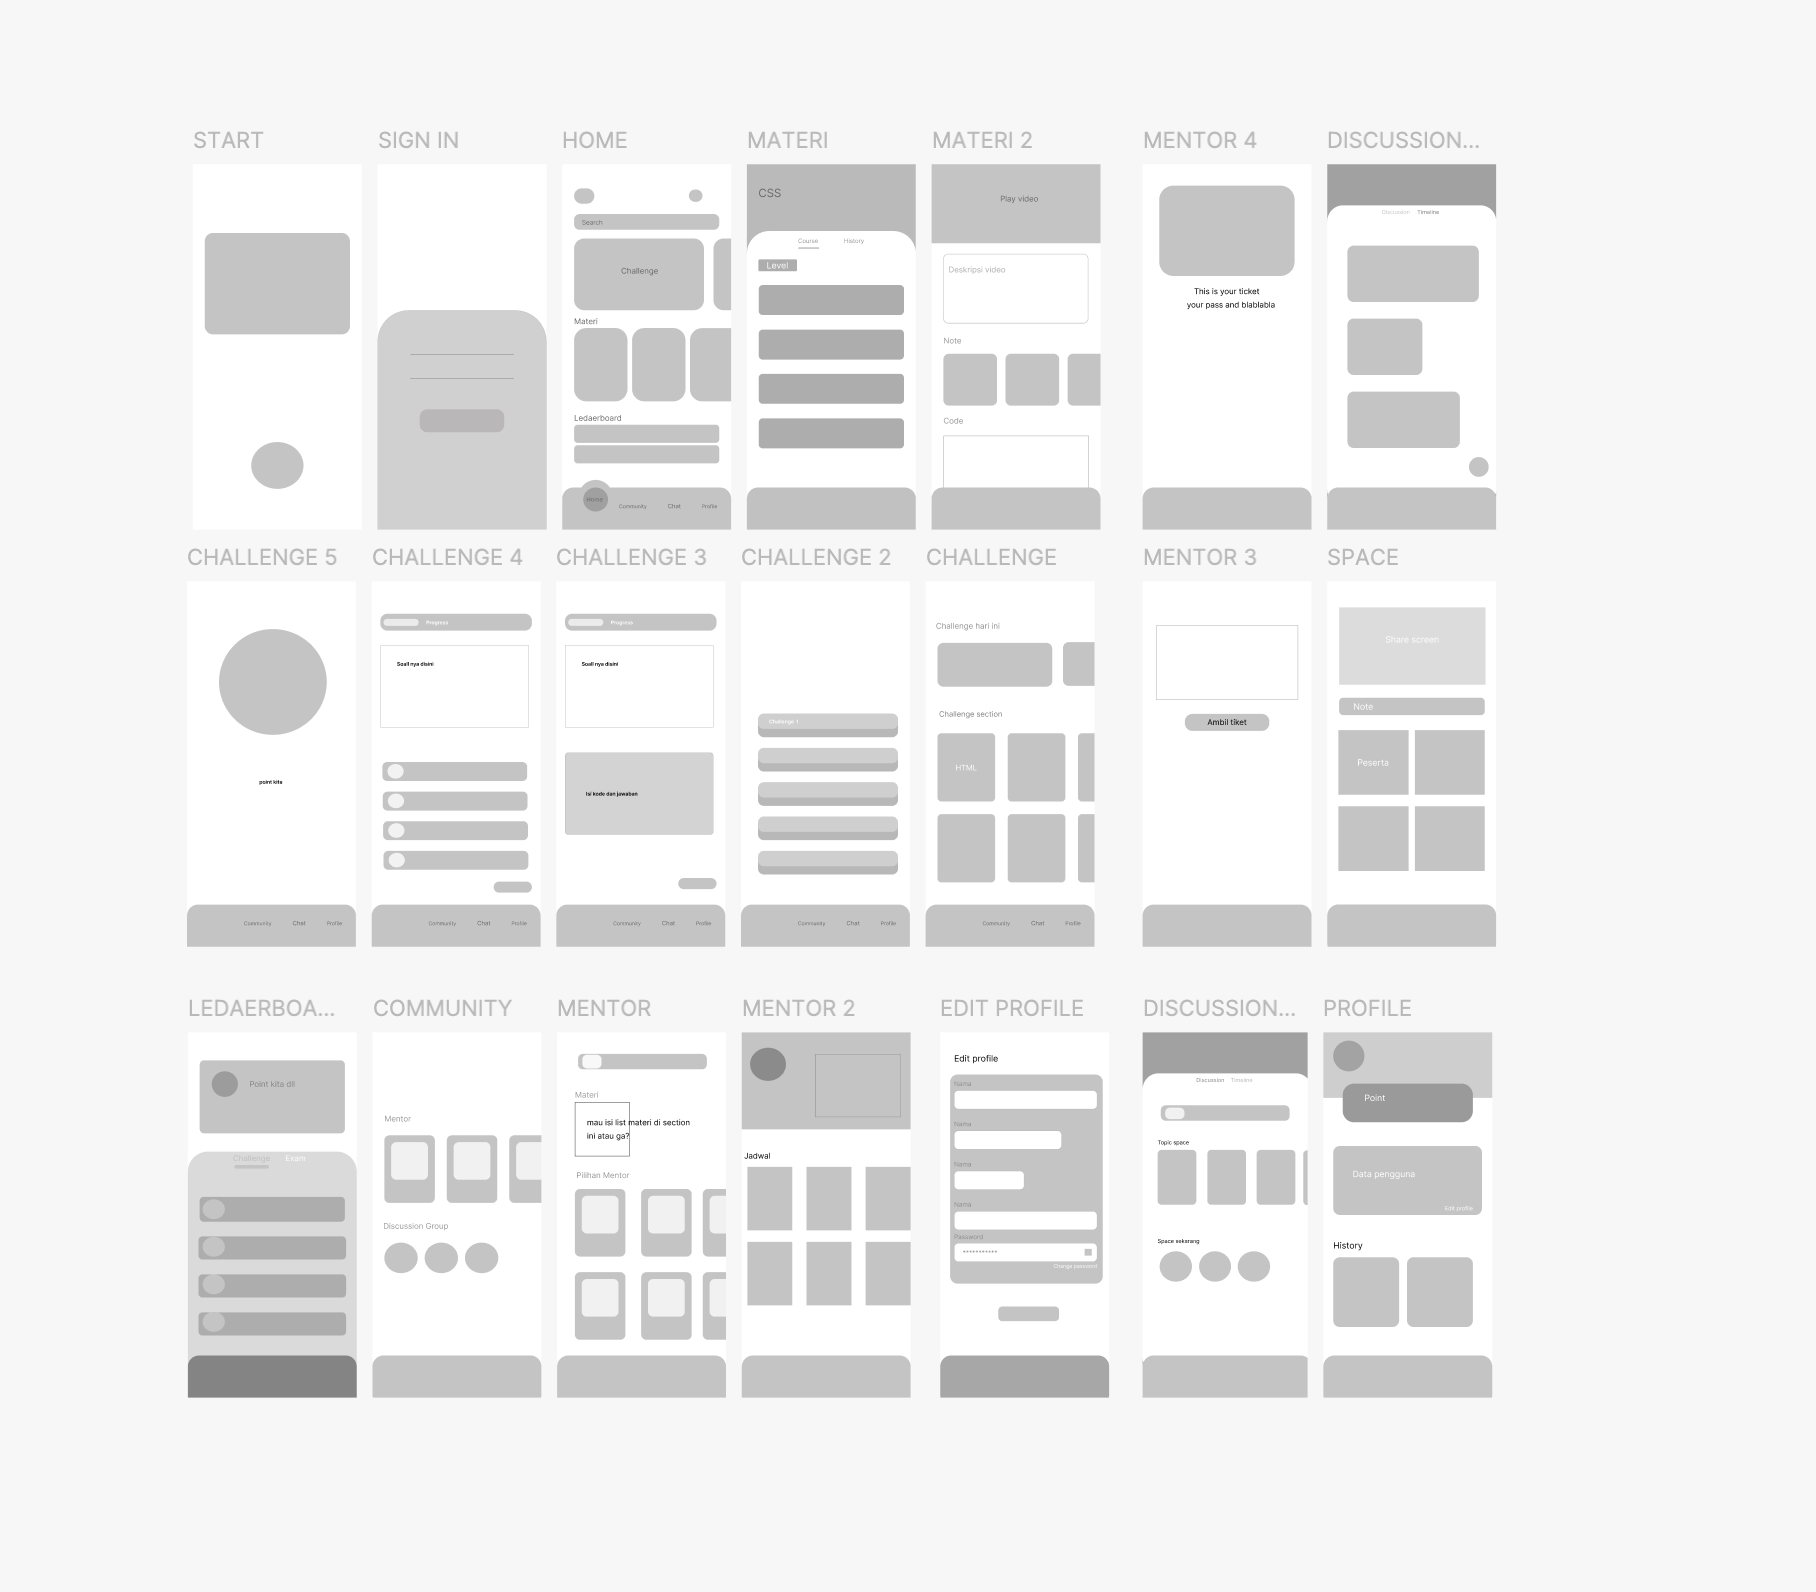 START
SIGN IN
HOME
Search
Challenge
Materi
Ledaerboard
Home
Community
Chat
Profile
MATERI
CSS
Course
History
Level
MATERI 2
Play video
Deskripsi video
Note
Code
MENTOR 4
This is your ticket
your pass and blablabla
DISCUSSION...
Discussion
Timeline
CHALLENGE 5
point kita
Community
Chat
Profile
CHALLENGE 4
Progress
Soall nya disini
Community
Chat
Profile
CHALLENGE 3
Progress
Soall nya disini
Isi kode dan jawaban
Community
Chat
Profile
CHALLENGE 2
Challenge 1
Community
Chat
Profile
CHALLENGE
Challenge hari ini
Challenge section
HTML
Community
Chat
Profile
MENTOR 3
Ambil tiket
SPACE
Share screen
Note
Peserta
LEDAERBOA...
Point kita dll
Challenge
Exam
COMMUNITY
Mentor
Discussion Group
MENTOR
Materi
mau isi list materi di section
ini atau ga?
Pilihan Mentor
MENTOR 2
Jadwal
EDIT PROFILE
Edit profile
Nama
Nama
Nama
Nama
Password
***********
Change password
DISCUSSION...
Discussion
Timeline
Topic space
Space sekarang
PROFILE
Point
Data pengguna
Edit profile
History